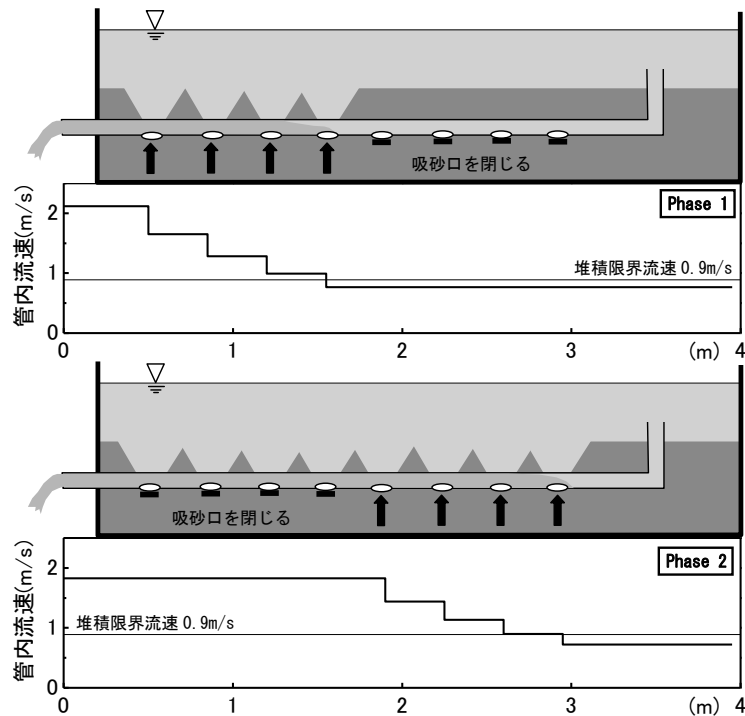 吸砂口を閉じる
Phase 1
管内流速(m/s)
堆積限界流速 0.9m/s
2
1
0
0 1 2 3 (m) 4
吸砂口を閉じる
Phase 2
管内流速(m/s)
堆積限界流速 0.9m/s
2
1
0
0 1 2 3 (m) 4